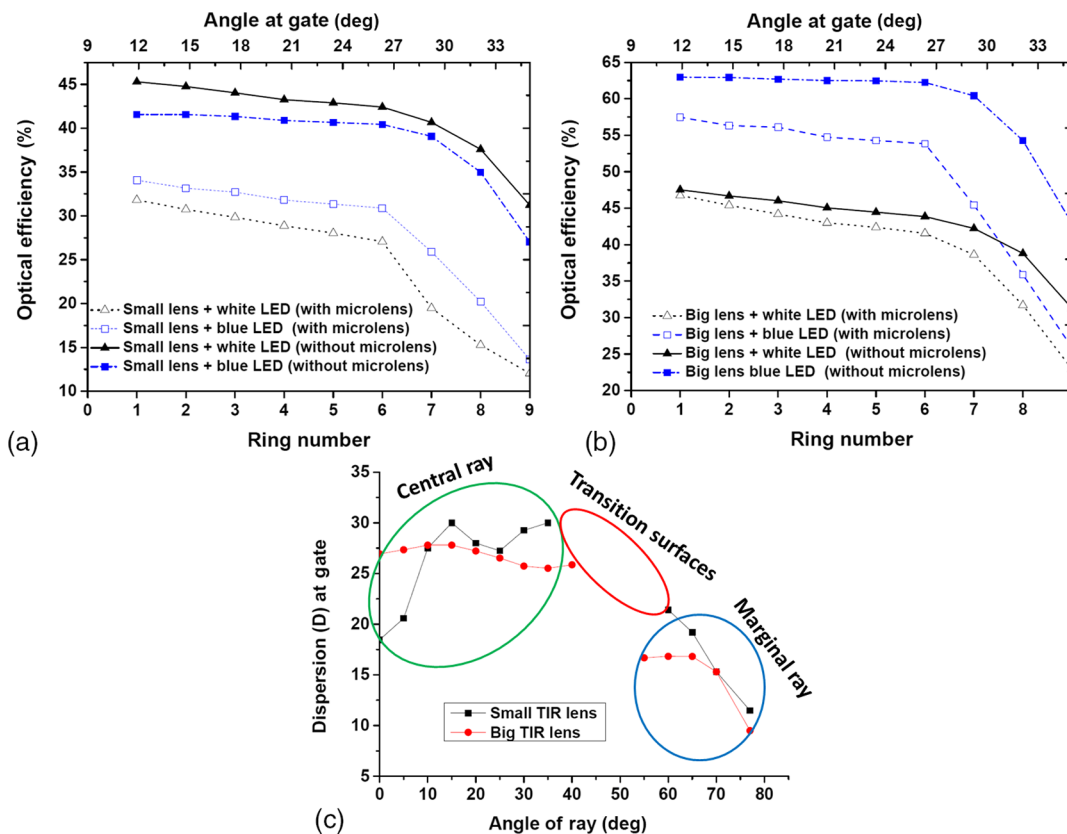 Angle at gate (deg)
9 12 15 18 21 24 27 30 33
Optical efficiency (%)
45
40
35
30
25
20
15
10
Small lens + white LED (with microlens)
Small lens + blue LED (with microlens)
Small lens + white LED (without microlens)
Small lens + blue LED (without microlens)
0 1 2 3 4 5 6 7 8 9
Ring number
(a)
Angle at gate (deg)
9 12 15 18 21 24 27 30 33
Optical efficiency (%)
65
60
55
50
45
40
35
30
25
20
Big lens + white LED (with microlens)
Big lens + blue LED (with microlens)
Big lens + white LED (without microlens)
Big lens blue LED (without microlens)
0 1 2 3 4 5 6 7 8
Ring number
(b)
Central ray
Transition surfaces
Marginal ray
Dispersion (D) at gate
35
30
25
20
15
10
5
Small TIR lens
Big TIR lens
0 10 20 30 40 50 60 70 80
Angle of ray (deg)
(c)